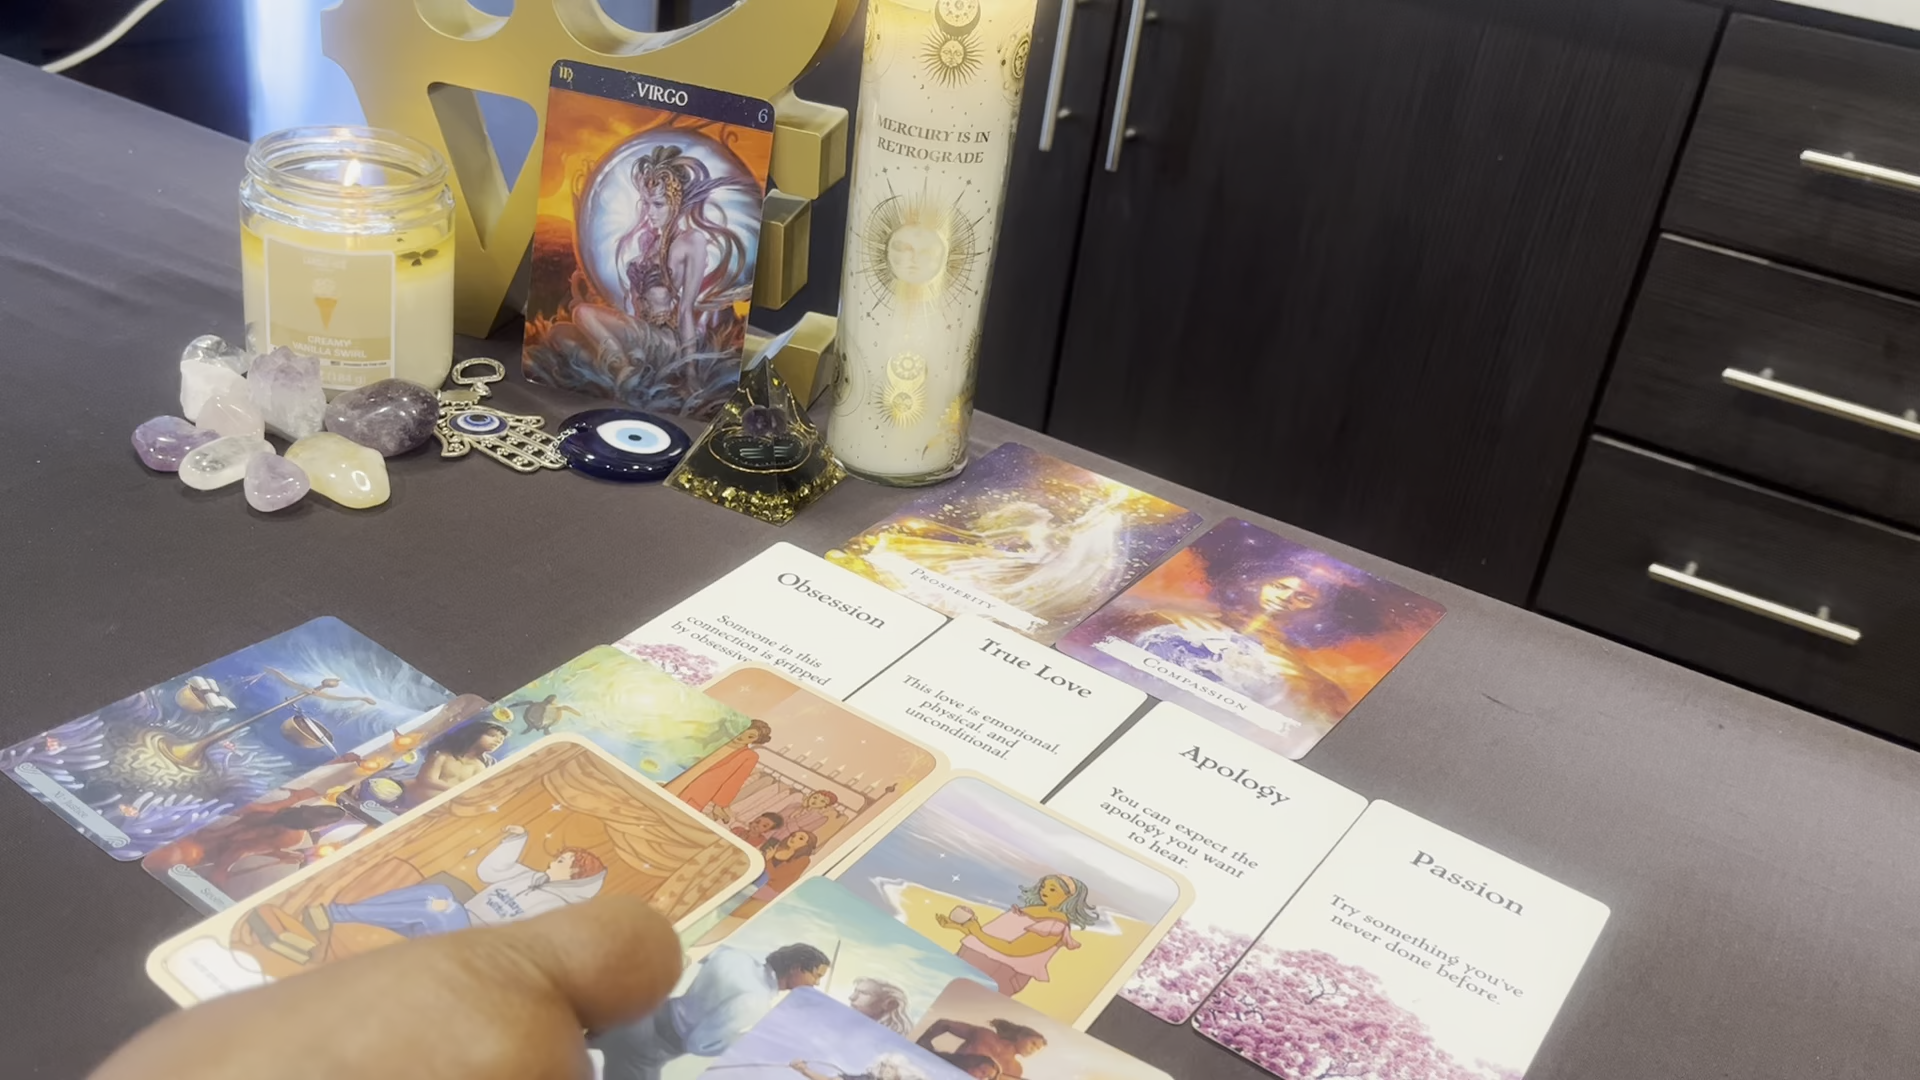 ♍ VIRGO 6
MERCURY IS IN
RETROGRADE
CREAMY
VANILLA SWIRL
PROSPERITY
COMPASSION
Obsession
Someone in this
connection is gripped
by obsessive
True Love
This love is emotional,
physical, and
unconditional.
Apology
You can expect the
apology you want
to hear.
Passion
Try something you've
never done before.